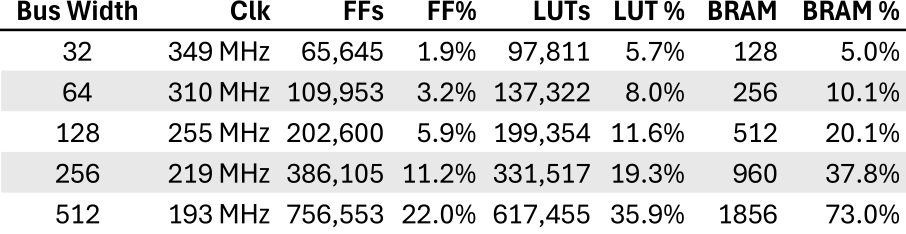 Bus Width Clk FFs FF% LUTs LUT % BRAM BRAM %
32 349 MHz 65,645 1.9% 97,811 5.7% 128 5.0%
64 310 MHz 109,953 3.2% 137,322 8.0% 256 10.1%
128 255 MHz 202,600 5.9% 199,354 11.6% 512 20.1%
256 219 MHz 386,105 11.2% 331,517 19.3% 960 37.8%
512 193 MHz 756,553 22.0% 617,455 35.9% 1856 73.0%